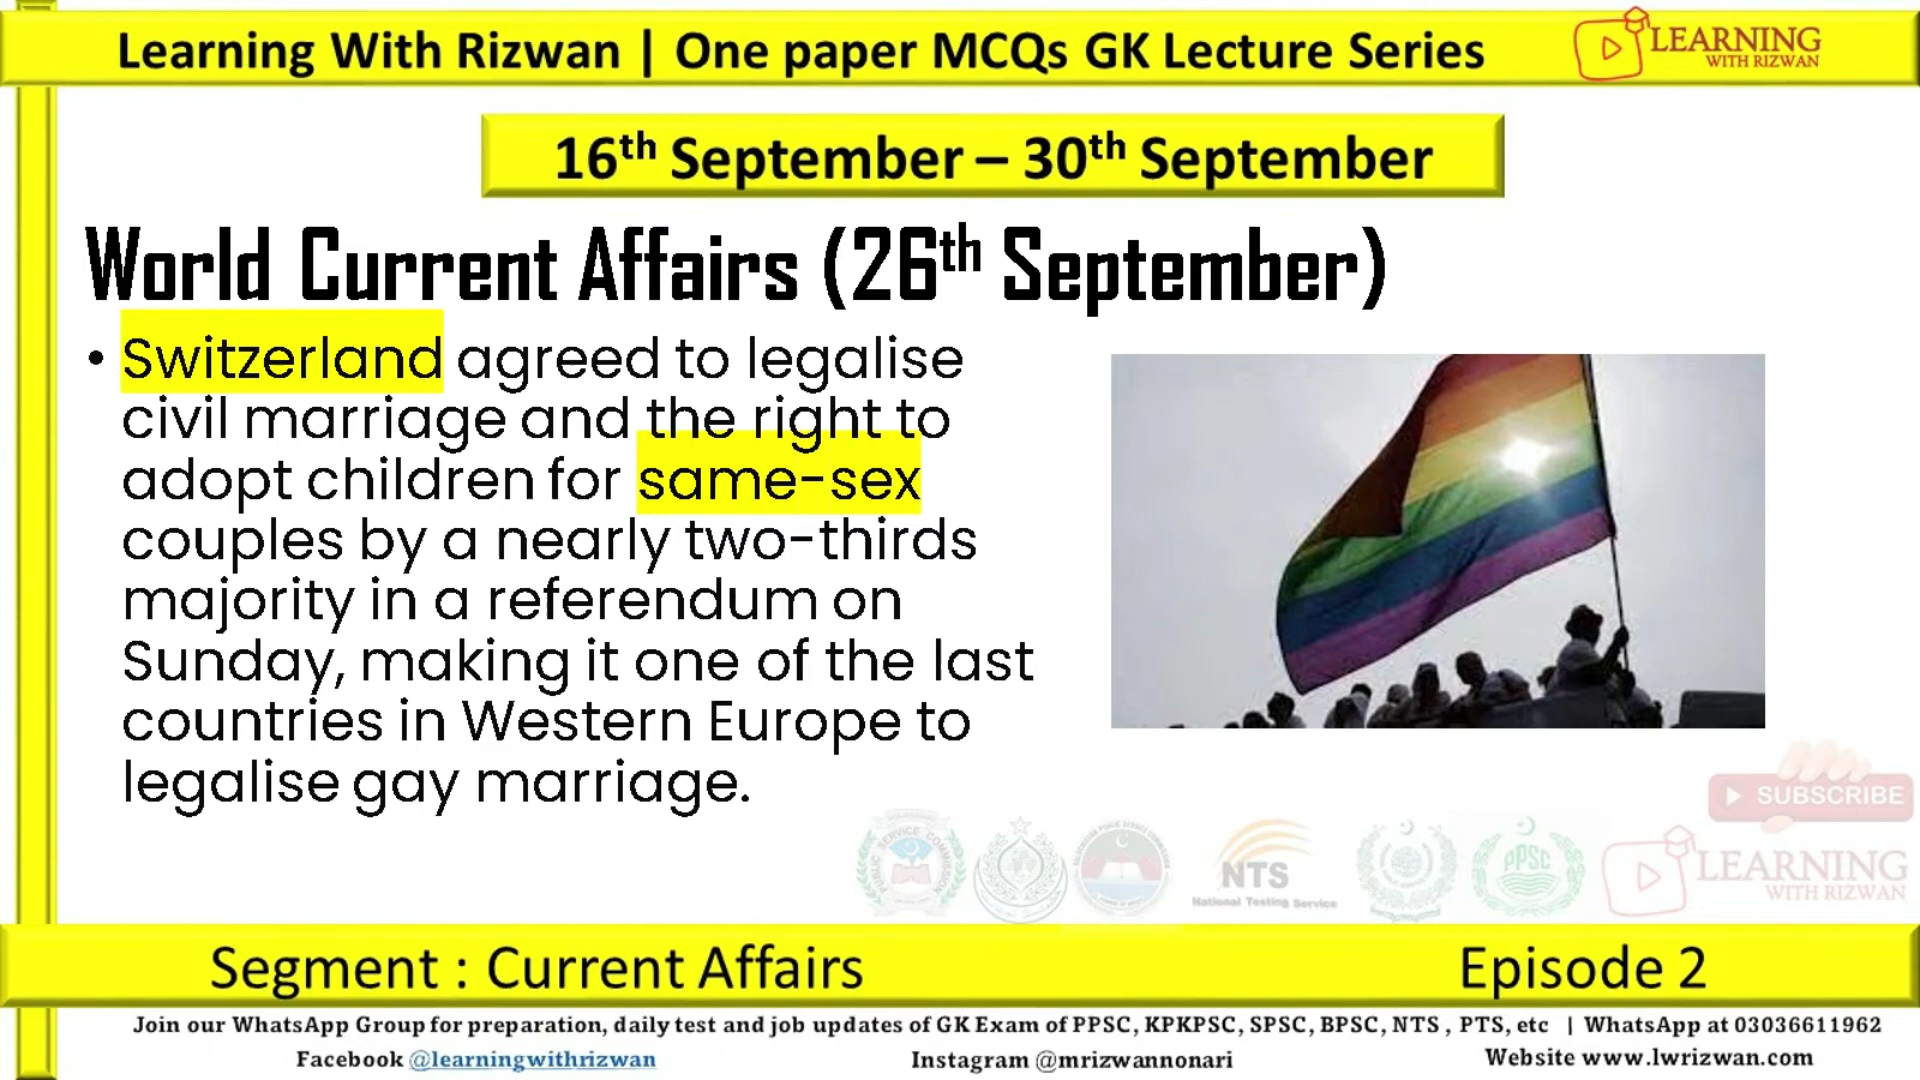 Learning With Rizwan | One paper MCQs GK Lecture Series
LEARNING
WITH RIZWAN
16th September – 30th September
World Current Affairs (26th September)
• Switzerland agreed to legalise
civil marriage and the right to
adopt children for same-sex
couples by a nearly two-thirds
majority in a referendum on
Sunday, making it one of the last
countries in Western Europe to
legalise gay marriage.
SUBSCRIBE
PUBLIC SERVICE COMMISSION
NTS
National Testing Service
PPSC
LEARNING
WITH RIZWAN
Segment : Current Affairs
Episode 2
Join our WhatsApp Group for preparation, daily test and job updates of GK Exam of PPSC, KPKPSC, SPSC, BPSC, NTS , PTS, etc | WhatsApp at 03036611962
Facebook @learningwithrizwan
Instagram @mrizwannonari
Website www.lwrizwan.com